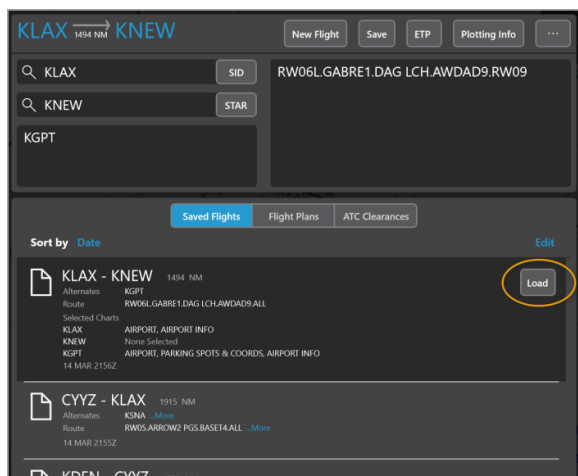 KLAX 1494 NM KNEW
New Flight Save ETP Plotting Info ...
KLAX SID
KNEW STAR
KGPT
RW06L.GABRE1.DAG LCH.AWDAD9.RW09
Saved Flights Flight Plans ATC Clearances
Sort by Date Edit
KLAX - KNEW 1494 NM
Load
Alternates KGPT
Route RW06L.GABRE1.DAG LCH.AWDAD9.ALL
Selected Charts
KLAX AIRPORT, AIRPORT INFO
KNEW None Selected
KGPT AIRPORT, PARKING SPOTS & COORDS, AIRPORT INFO
14 MAR 2156Z
CYYZ - KLAX 1915 NM
Alternates KSNA ...More
Route RW05.ARROW2 PGS.BASET4.ALL ...More
14 MAR 2155Z
KDEN - CYYZ